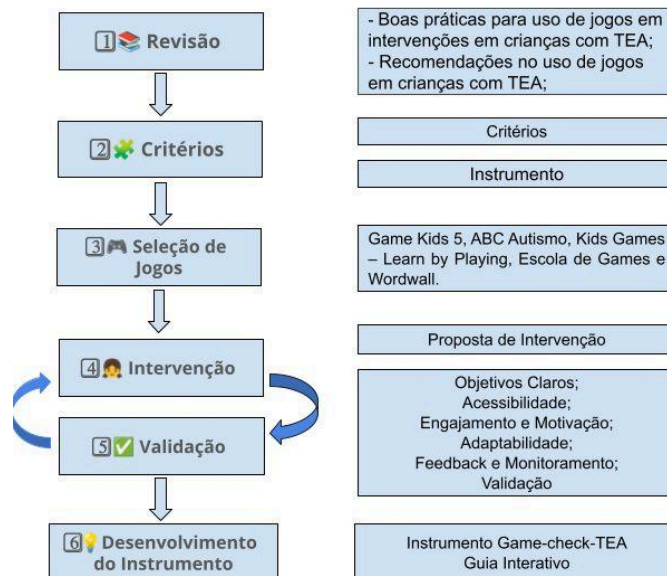 1 📚 Revisão
- Boas práticas para uso de jogos em
intervenções em crianças com TEA;
- Recomendações no uso de jogos
em crianças com TEA;
2 🧩 Critérios
Critérios
Instrumento
3 🎮 Seleção de
Jogos
Game Kids 5, ABC Autismo, Kids Games
– Learn by Playing, Escola de Games e
Wordwall.
4 👧 Intervenção
Proposta de Intervenção
5 ✅ Validação
Objetivos Claros;
Acessibilidade;
Engajamento e Motivação;
Adaptabilidade;
Feedback e Monitoramento;
Validação
6 💡 Desenvolvimento
do Instrumento
Instrumento Game-check-TEA
Guia Interativo